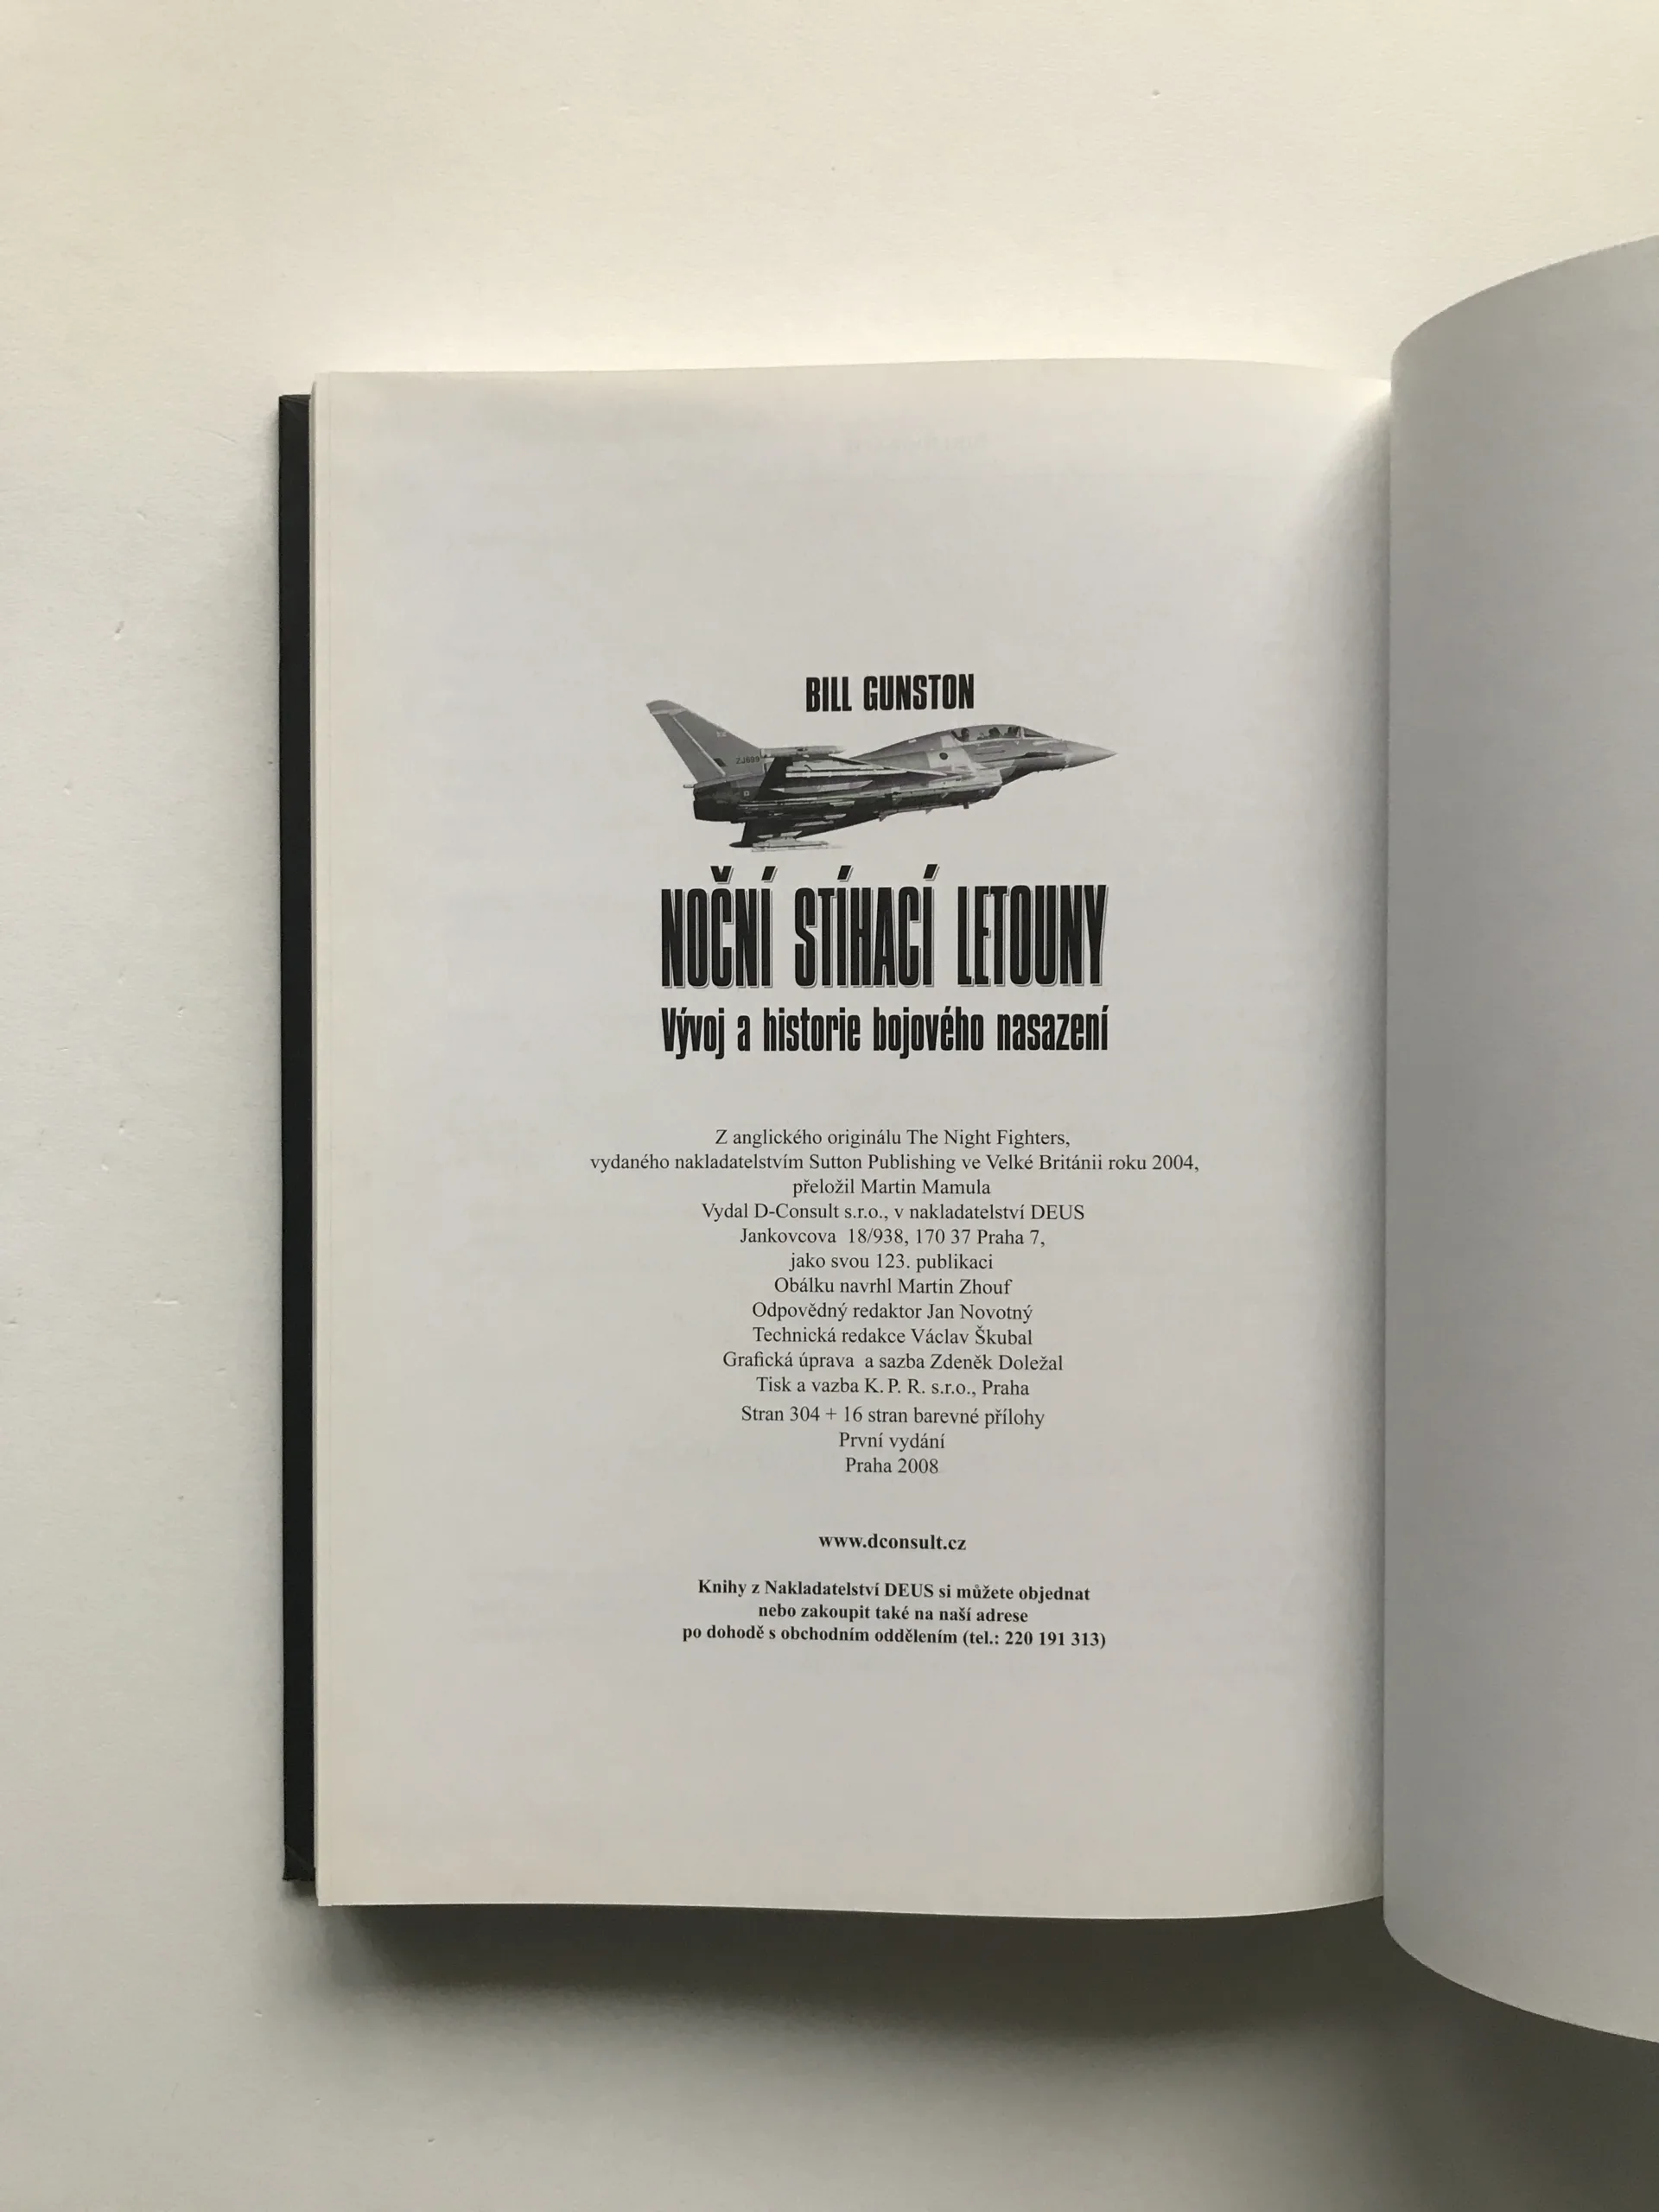 BILL GUNSTON
ZJ699
NOČNÍ STÍHACÍ LETOUNY
Vývoj a historie bojového nasazení
Z anglického originálu The Night Fighters,
vydaného nakladatelstvím Sutton Publishing ve Velké Británii roku 2004,
přeložil Martin Mamula
Vydal D-Consult s.r.o., v nakladatelství DEUS
Jankovcova 18/938, 170 37 Praha 7,
jako svou 123. publikaci
Obálku navrhl Martin Zhouf
Odpovědný redaktor Jan Novotný
Technická redakce Václav Škubal
Grafická úprava a sazba Zdeněk Doležal
Tisk a vazba K. P. R. s.r.o., Praha
Stran 304 + 16 stran barevné přílohy
První vydání
Praha 2008
www.dconsult.cz
Knihy z Nakladatelství DEUS si můžete objednat
nebo zakoupit také na naší adrese
po dohodě s obchodním oddělením (tel.: 220 191 313)